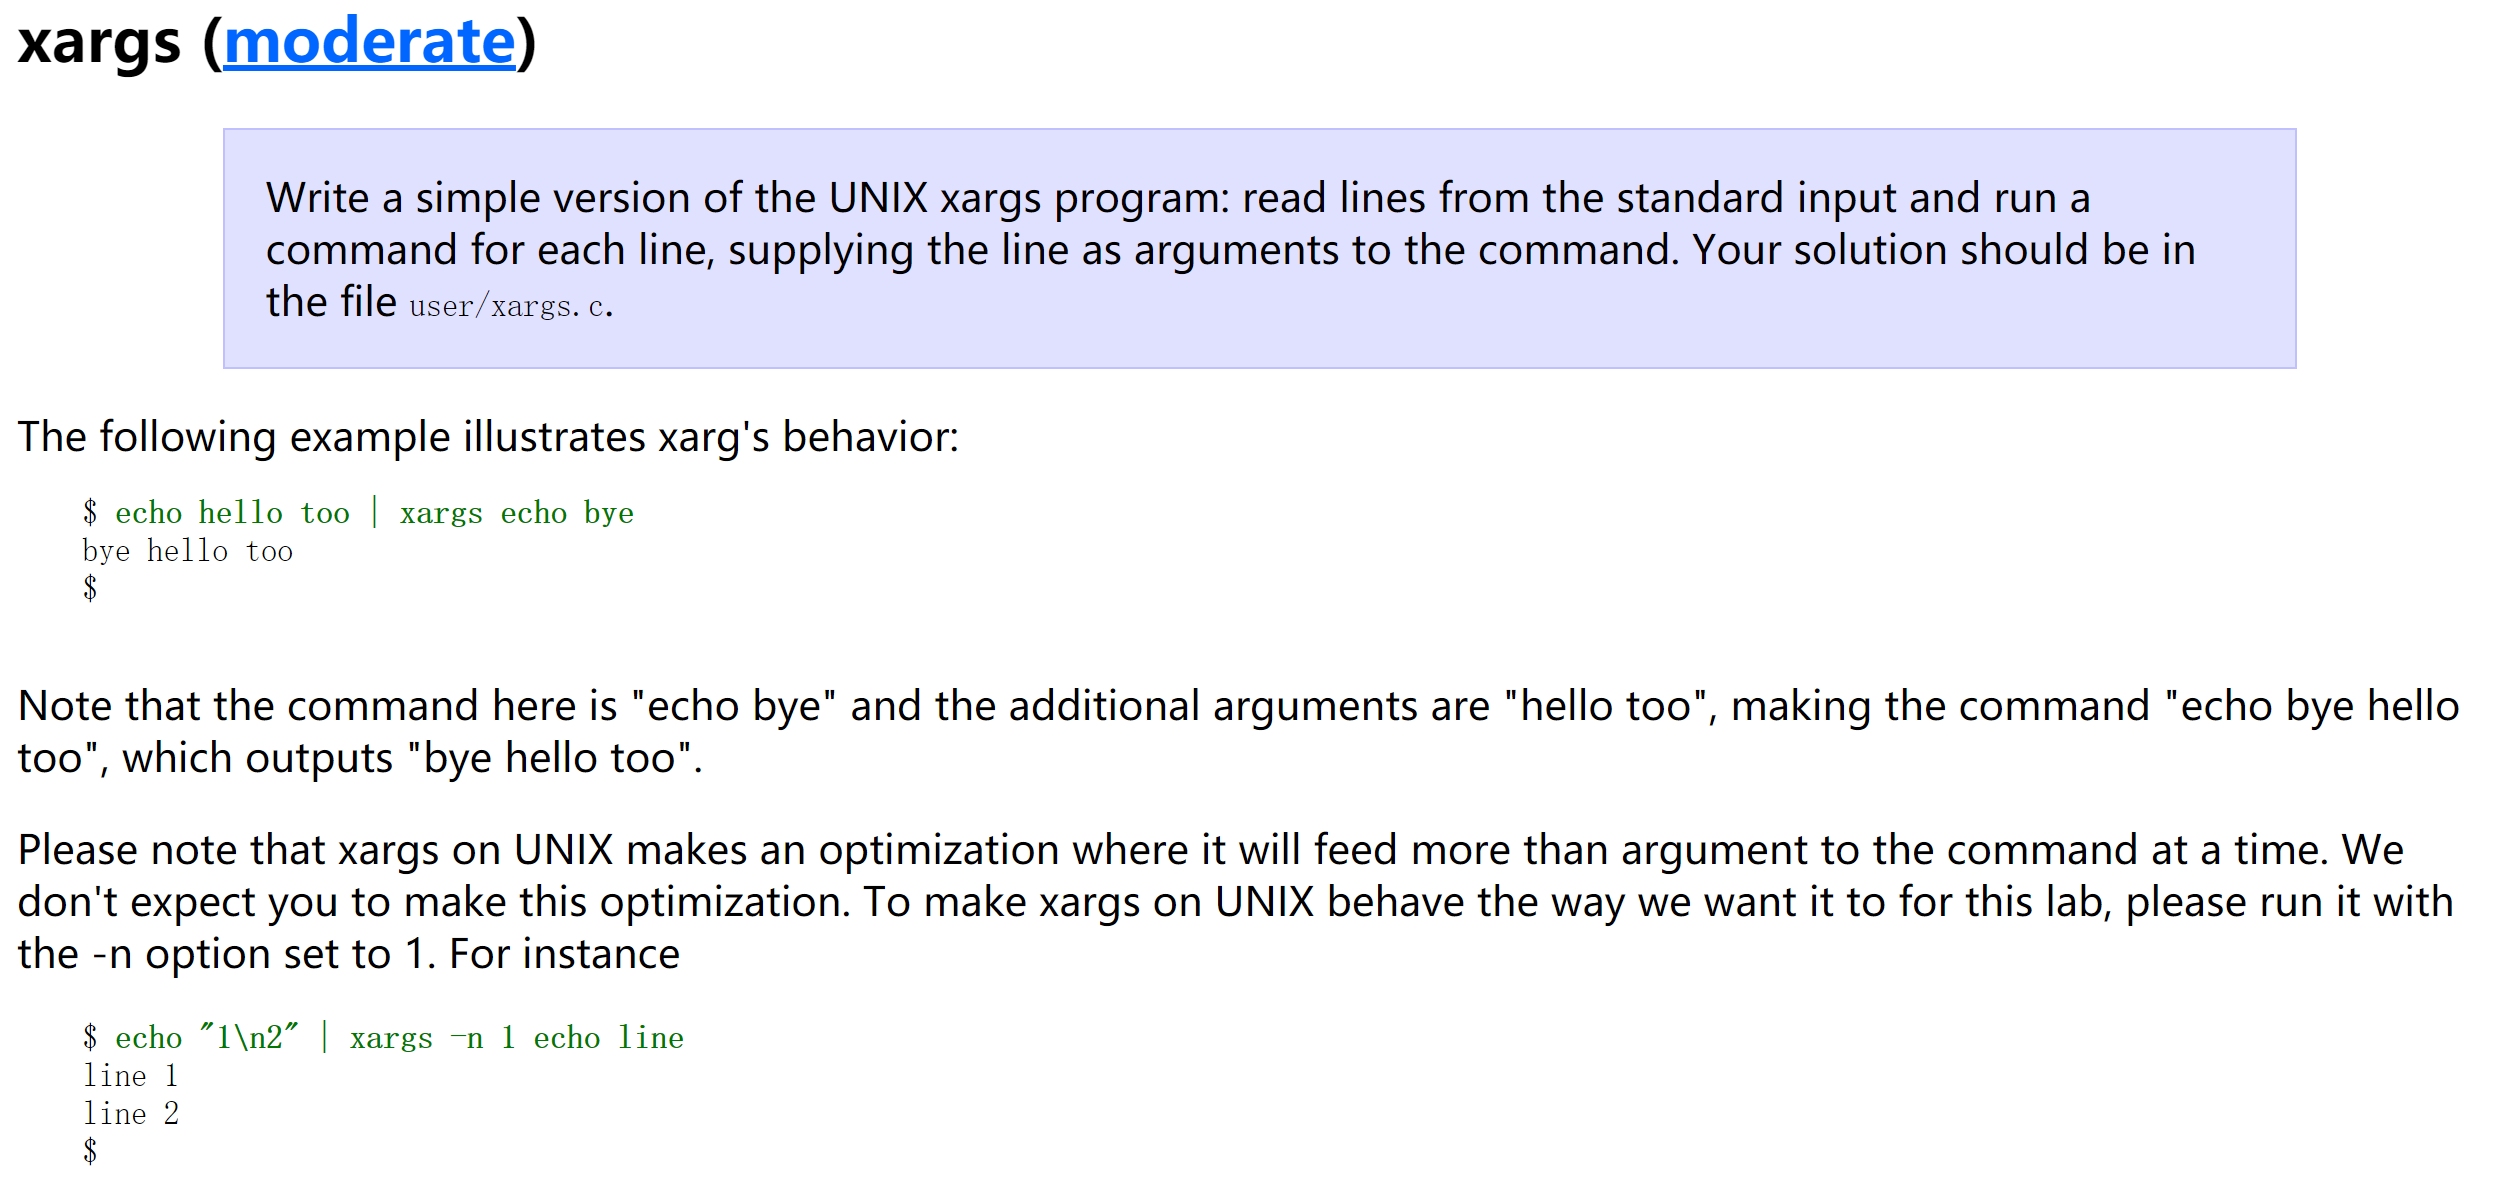 xargs (moderate)
Write a simple version of the UNIX xargs program: read lines from the standard input and run a
command for each line, supplying the line as arguments to the command. Your solution should be in
the file user/xargs.c.
The following example illustrates xarg's behavior:
$ echo hello too | xargs echo bye
bye hello too
$
Note that the command here is "echo bye" and the additional arguments are "hello too", making the command "echo bye hello
too", which outputs "bye hello too".
Please note that xargs on UNIX makes an optimization where it will feed more than argument to the command at a time. We
don't expect you to make this optimization. To make xargs on UNIX behave the way we want it to for this lab, please run it with
the -n option set to 1. For instance
$ echo "1\n2" | xargs -n 1 echo line
line 1
line 2
$